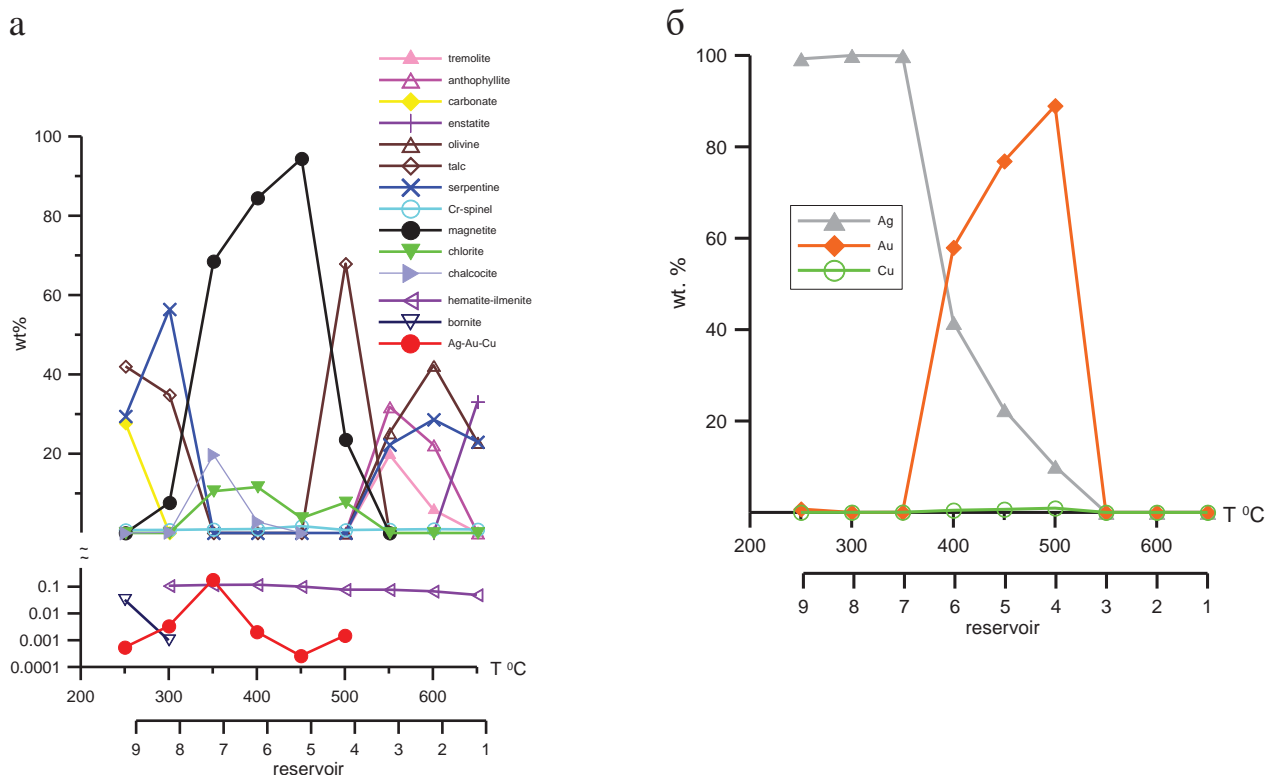 а
tremolite
anthophyllite
carbonate
enstatite
olivine
talc
serpentine
Cr-spinel
magnetite
chlorite
chalcocite
hematite-ilmenite
bornite
Ag-Au-Cu
wt%
100
80
60
40
20
≈
0.1
0.01
0.001
0.0001
T ⁰C
200 300 400 500 600
9 8 7 6 5 4 3 2 1
reservoir
б
wt. %
100
80
60
40
20
Ag
Au
Cu
T ⁰C
200 300 400 500 600
9 8 7 6 5 4 3 2 1
reservoir